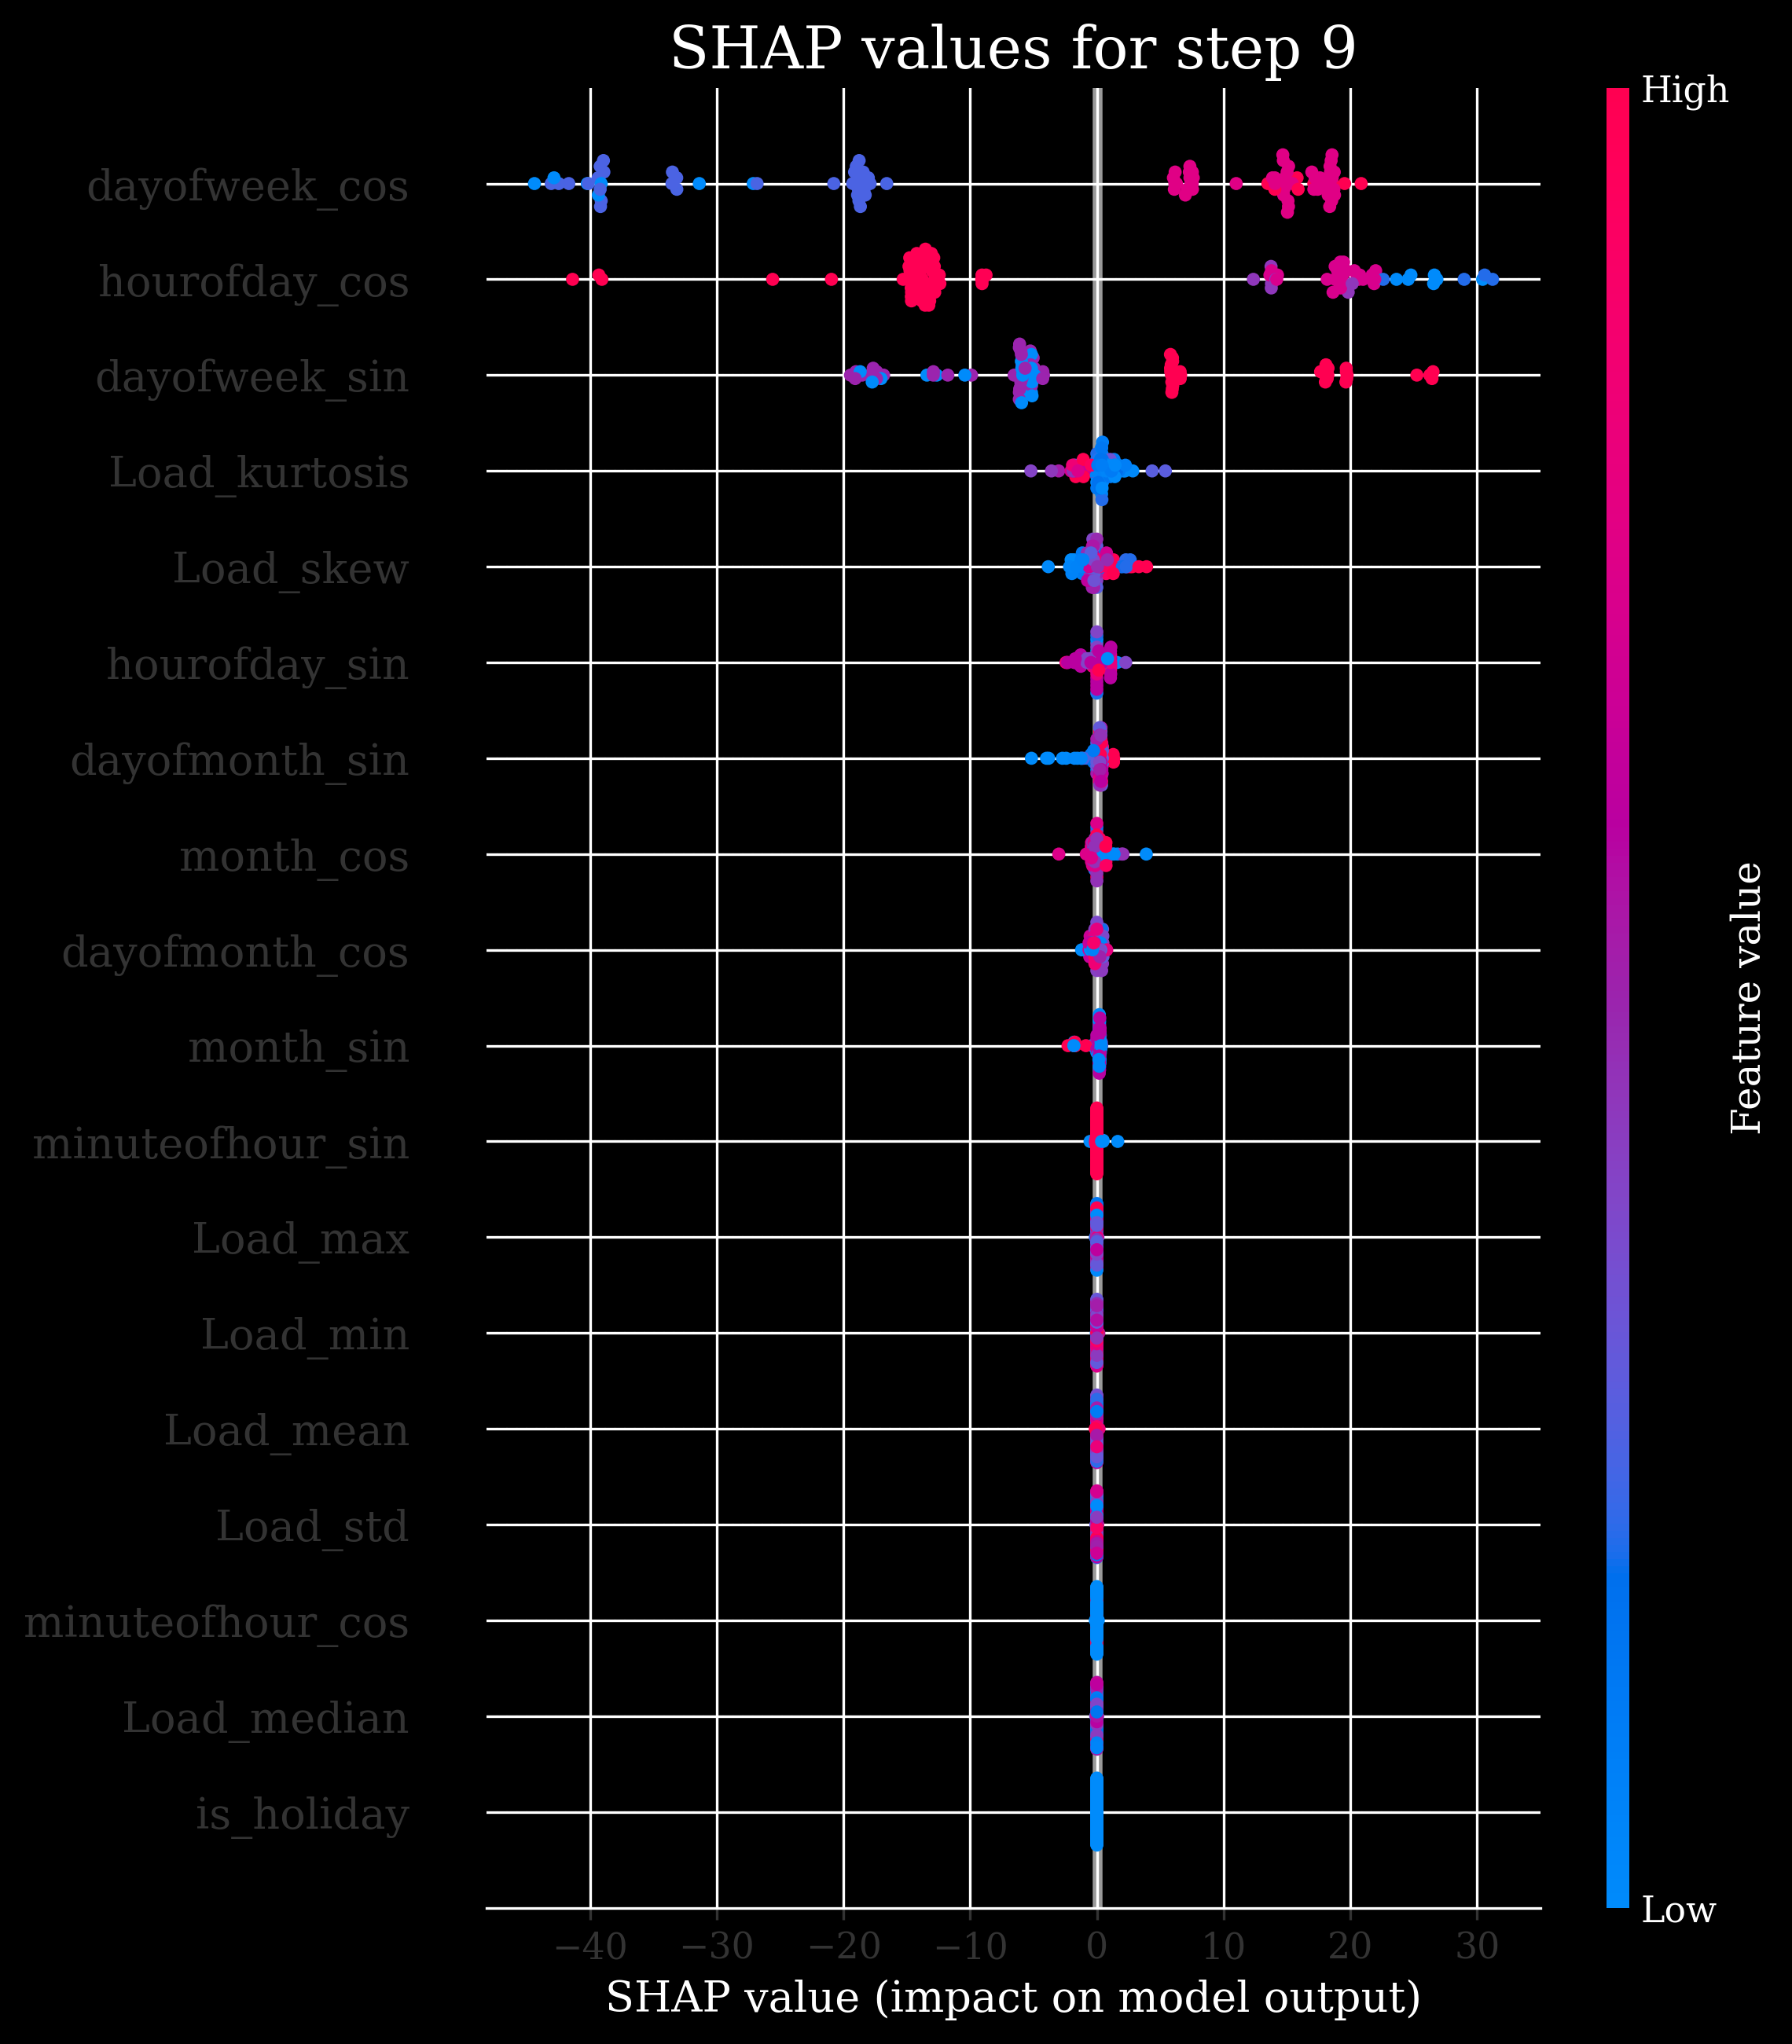 SHAP values for step 9
High
dayofweek_cos
hourofday_cos
dayofweek_sin
Load_kurtosis
Load_skew
hourofday_sin
dayofmonth_sin
month_cos
dayofmonth_cos
month_sin
minuteofhour_sin
Load_max
Load_min
Load_mean
Load_std
minuteofhour_cos
Load_median
is_holiday
Feature value
Low
−40 −30 −20 −10 0 10 20 30
SHAP value (impact on model output)